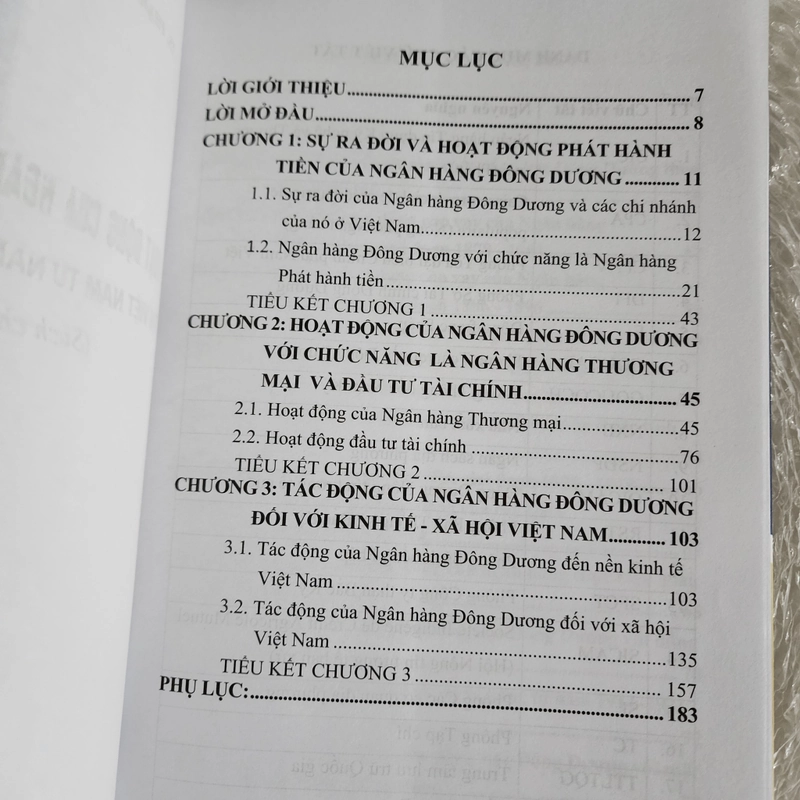 MỤC LỤC
LỜI GIỚI THIỆU.......................................................................7
LỜI MỞ ĐẦU..............................................................................8
CHƯƠNG 1: SỰ RA ĐỜI VÀ HOẠT ĐỘNG PHÁT HÀNH
TIỀN CỦA NGÂN HÀNG ĐÔNG DƯƠNG............11
1.1. Sự ra đời của Ngân hàng Đông Dương và các chi nhánh
của nó ở Việt Nam.....................................................12
1.2. Ngân hàng Đông Dương với chức năng là Ngân hàng
Phát hành tiền............................................................21
TIỂU KẾT CHƯƠNG 1 .................................................. 43
CHƯƠNG 2: HOẠT ĐỘNG CỦA NGÂN HÀNG ĐÔNG DƯƠNG
VỚI CHỨC NĂNG LÀ NGÂN HÀNG THƯƠNG
MẠI VÀ ĐẦU TƯ TÀI CHÍNH..............................45
2.1. Hoạt động của Ngân hàng Thương mại.......................45
2.2. Hoạt động đầu tư tài chính ..........................................76
TIỂU KẾT CHƯƠNG 2.................................................. 101
CHƯƠNG 3: TÁC ĐỘNG CỦA NGÂN HÀNG ĐÔNG DƯƠNG
ĐỐI VỚI KINH TẾ - XÃ HỘI VIỆT NAM............ 103
3.1. Tác động của Ngân hàng Đông Dương đến nền kinh tế
Việt Nam ...................................................................103
3.2. Tác động của Ngân hàng Đông Dương đối với xã hội
Việt Nam ...................................................................135
TIỂU KẾT CHƯƠNG 3 .................................................. 157
PHỤ LỤC:..................................................................................183